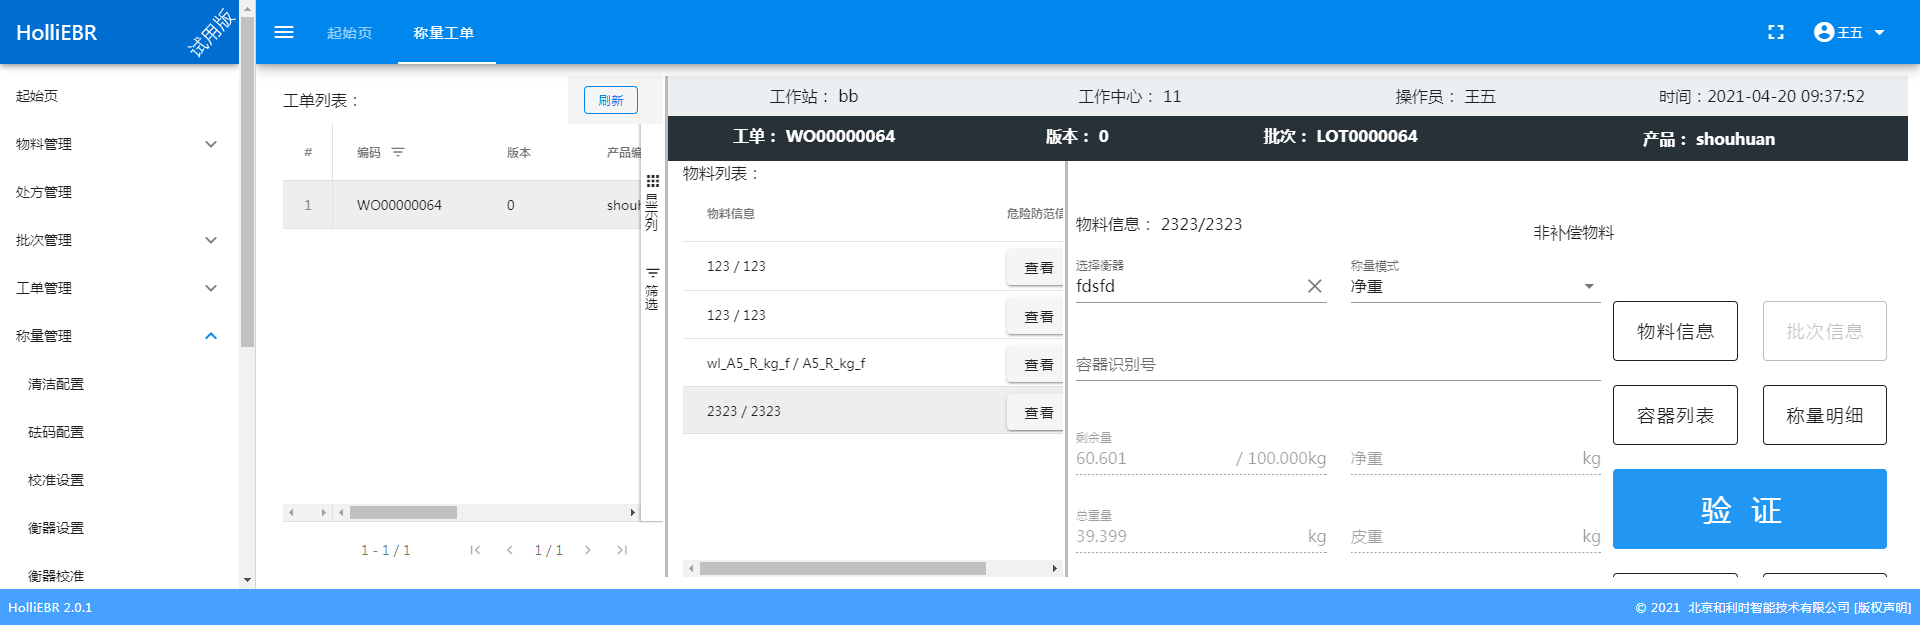 HolliEBR
试用版
起始页
称量工单
王五
起始页
物料管理
处方管理
批次管理
工单管理
称量管理
清洁配置
砝码配置
校准设置
衡器设置
衡器校准
工单列表：
刷新
# 编码 版本 产品编
1 WO00000064 0 shouh
显示列
筛选
1 - 1 / 1
1 / 1
工作站： bb 工作中心： 11 操作员： 王五 时间：2021-04-20 09:37:52
工单： WO00000064 版本： 0 批次： LOT0000064 产品： shouhuan
物料列表：
物料信息 危险防范信
123 / 123 查看
123 / 123 查看
wl_A5_R_kg_f / A5_R_kg_f 查看
2323 / 2323 查看
物料信息： 2323/2323
非补偿物料
选择衡器
fdsfd
称量模式
净重
容器识别号
剩余量
60.601 / 100.000kg
净重 kg
总重量
39.399 kg
皮重 kg
物料信息
批次信息
容器列表
称量明细
验 证
HolliEBR 2.0.1
© 2021 北京和利时智能技术有限公司 [版权声明]